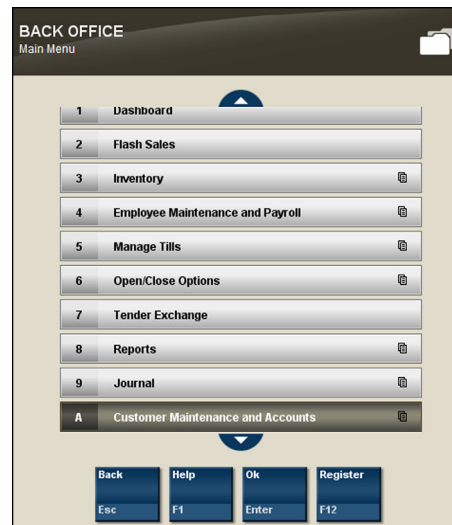 BACK OFFICE
Main Menu
1 Dashboard
2 Flash Sales
3 Inventory
4 Employee Maintenance and Payroll
5 Manage Tills
6 Open/Close Options
7 Tender Exchange
8 Reports
9 Journal
A Customer Maintenance and Accounts
Back Help Ok Register
Esc F1 Enter F12